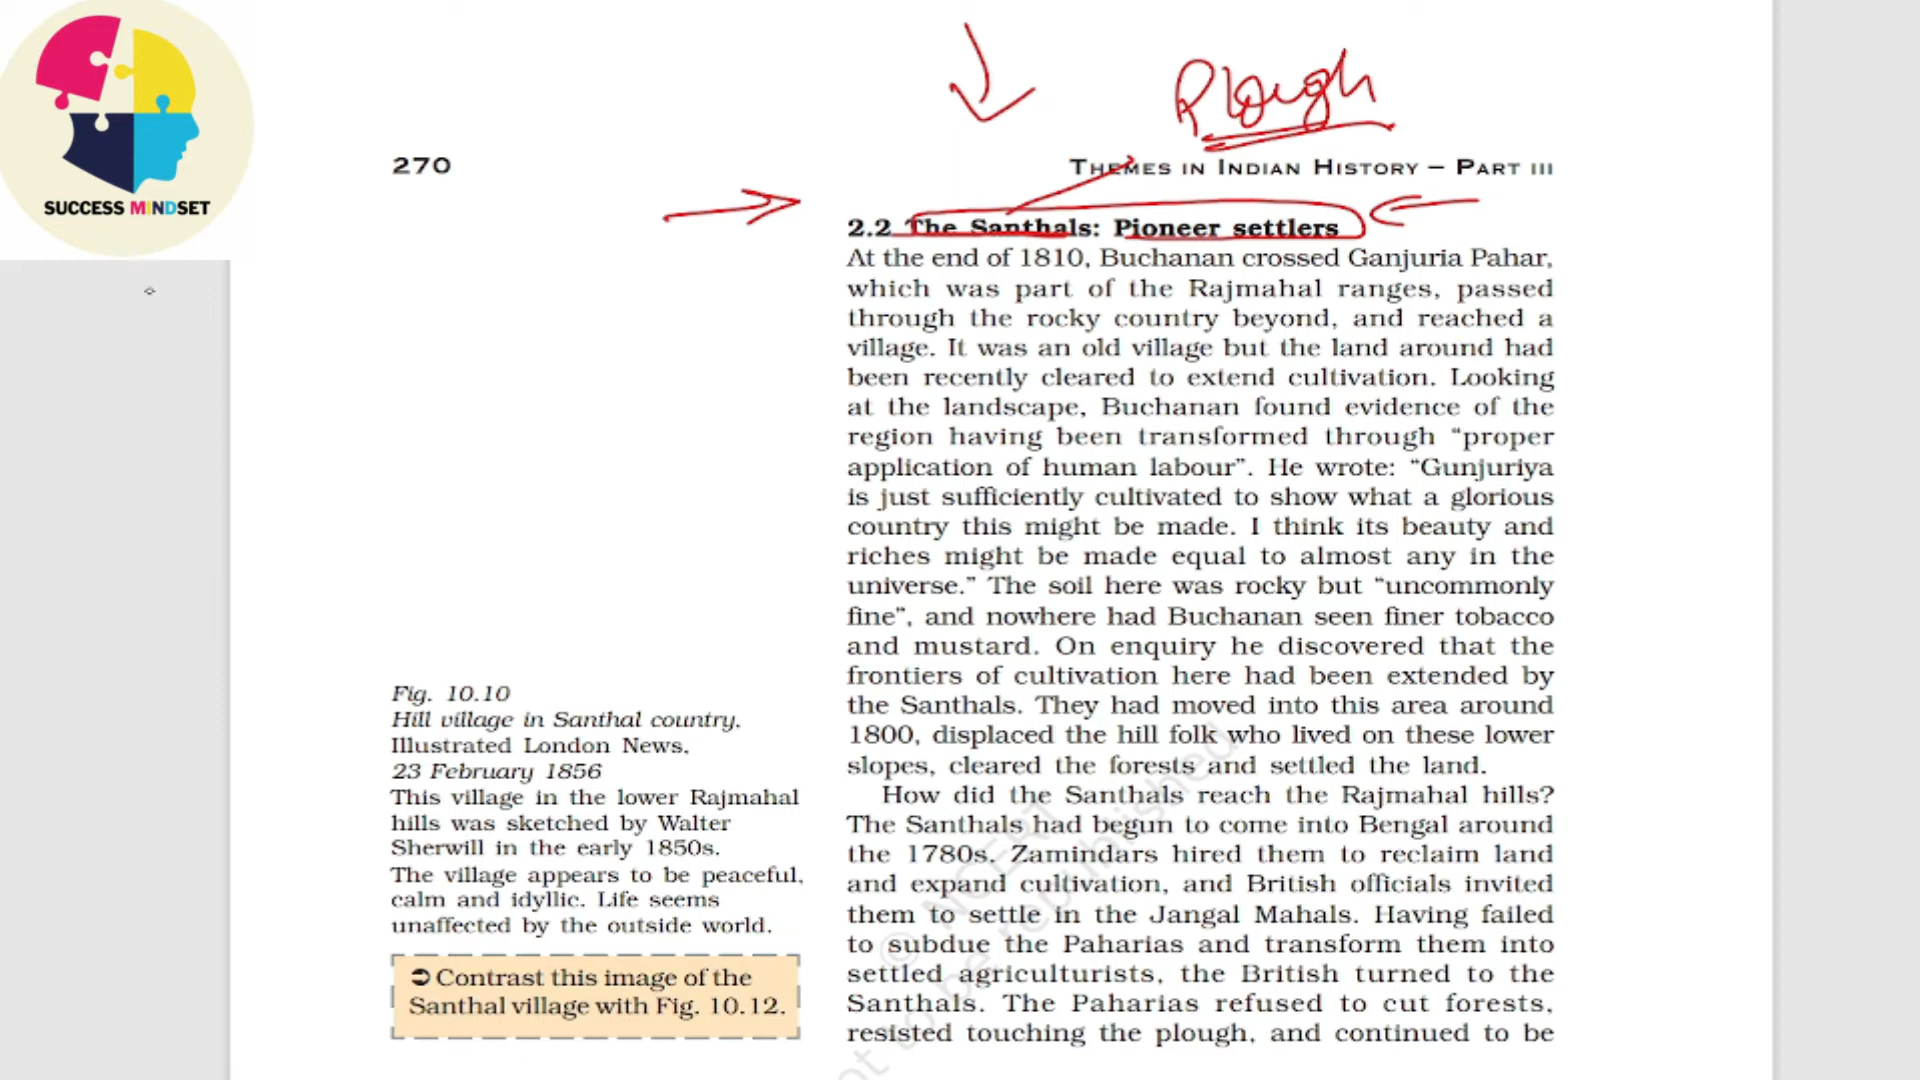 SUCCESS MINDSET
Plough
270
THEMES IN INDIAN HISTORY – PART III
2.2 The Santhals: Pioneer settlers
At the end of 1810, Buchanan crossed Ganjuria Pahar,
which was part of the Rajmahal ranges, passed
through the rocky country beyond, and reached a
village. It was an old village but the land around had
been recently cleared to extend cultivation. Looking
at the landscape, Buchanan found evidence of the
region having been transformed through “proper
application of human labour”. He wrote: “Gunjuriya
is just sufficiently cultivated to show what a glorious
country this might be made. I think its beauty and
riches might be made equal to almost any in the
universe.” The soil here was rocky but “uncommonly
fine”, and nowhere had Buchanan seen finer tobacco
and mustard. On enquiry he discovered that the
frontiers of cultivation here had been extended by
the Santhals. They had moved into this area around
1800, displaced the hill folk who lived on these lower
slopes, cleared the forests and settled the land.
How did the Santhals reach the Rajmahal hills?
The Santhals had begun to come into Bengal around
the 1780s. Zamindars hired them to reclaim land
and expand cultivation, and British officials invited
them to settle in the Jangal Mahals. Having failed
to subdue the Paharias and transform them into
settled agriculturists, the British turned to the
Santhals. The Paharias refused to cut forests,
resisted touching the plough, and continued to be
Fig. 10.10
Hill village in Santhal country,
Illustrated London News,
23 February 1856
This village in the lower Rajmahal
hills was sketched by Walter
Sherwill in the early 1850s.
The village appears to be peaceful,
calm and idyllic. Life seems
unaffected by the outside world.
➲ Contrast this image of the
Santhal village with Fig. 10.12.
© NCERT
not to be republished